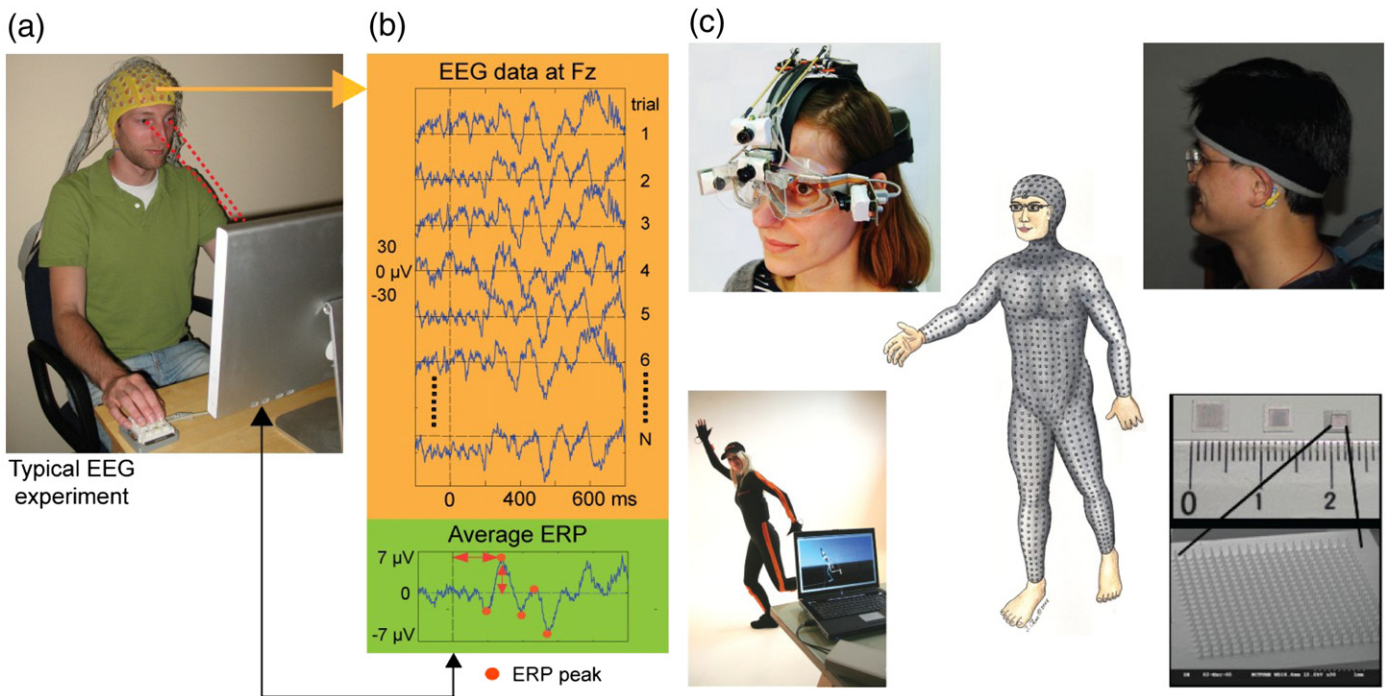 (a)
Typical EEG
experiment
(b)
EEG data at Fz
trial
1
2
3
30
0 µV
-30
4
5
6
N
0 400 600 ms
Average ERP
7 µV
0
-7 µV
ERP peak
(c)
0 1 2